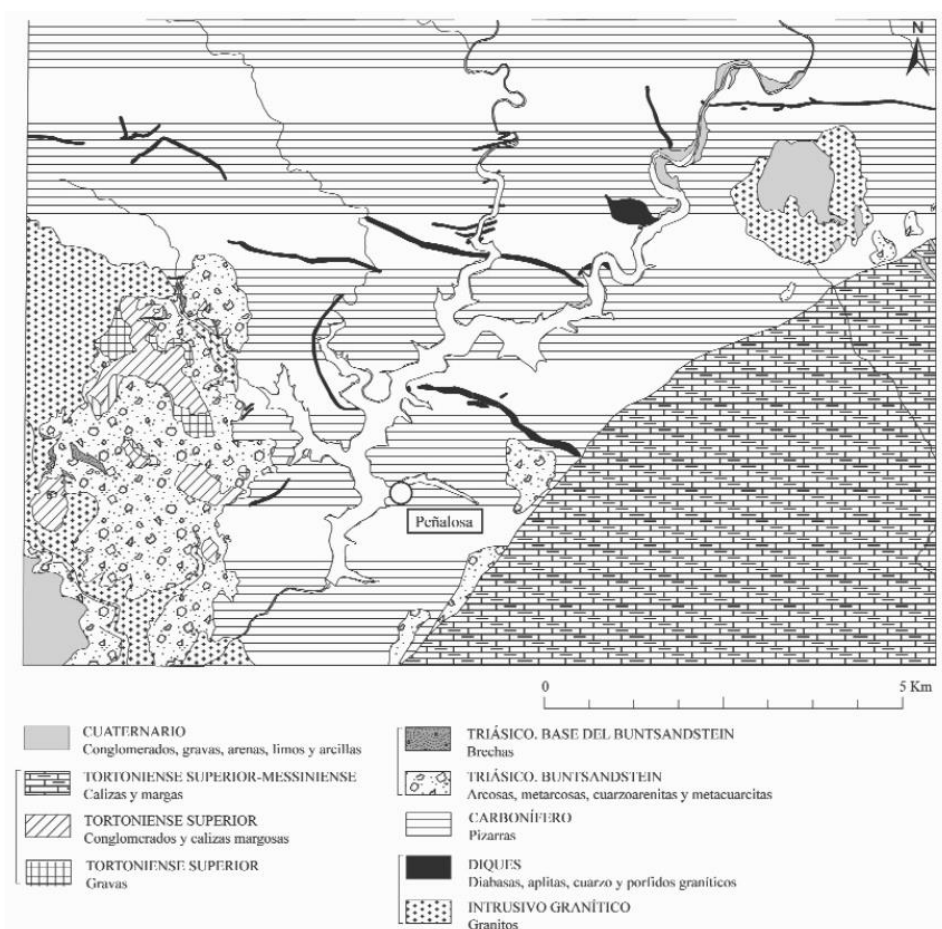 N
Peñalosa
0
5 Km
CUATERNARIO
Conglomerados, gravas, arenas, limos y arcillas
TORTONIENSE SUPERIOR-MESSINIENSE
Calizas y margas
TORTONIENSE SUPERIOR
Conglomerados y calizas margosas
TORTONIENSE SUPERIOR
Gravas
TRIÁSICO. BASE DEL BUNTSANDSTEIN
Brechas
TRIÁSICO. BUNTSANDSTEIN
Arcosas, metarcosas, cuarzoarenitas y metacuarcitas
CARBONÍFERO
Pizarras
DIQUES
Diabasas, aplitas, cuarzo y porfidos graníticos
INTRUSIVO GRANÍTICO
Granitos